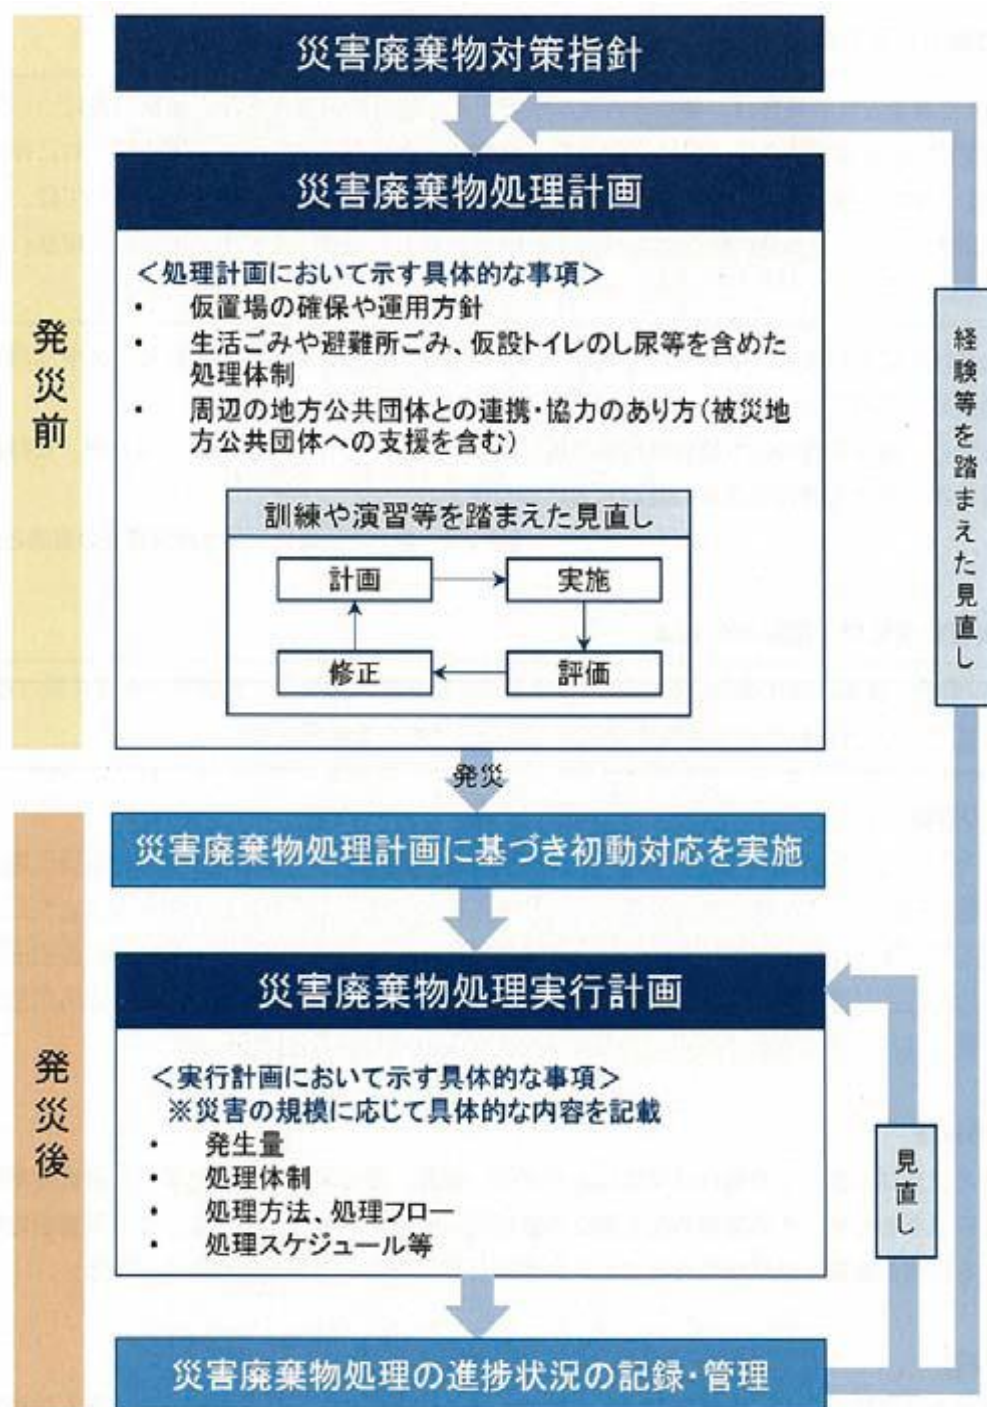 災害廃棄物対策指針
発災前
災害廃棄物処理計画
＜処理計画において示す具体的な事項＞
・ 仮置場の確保や運用方針
・ 生活ごみや避難所ごみ、仮設トイレのし尿等を含めた
処理体制
・ 周辺の地方公共団体との連携・協力のあり方（被災地
方公共団体への支援を含む）
訓練や演習等を踏まえた見直し
計画
実施
修正
評価
経験等を踏まえた見直し
発災
発災後
災害廃棄物処理計画に基づき初動対応を実施
災害廃棄物処理実行計画
＜実行計画において示す具体的な事項＞
※災害の規模に応じて具体的な内容を記載
・ 発生量
・ 処理体制
・ 処理方法、処理フロー
・ 処理スケジュール等
見直し
災害廃棄物処理の進捗状況の記録・管理